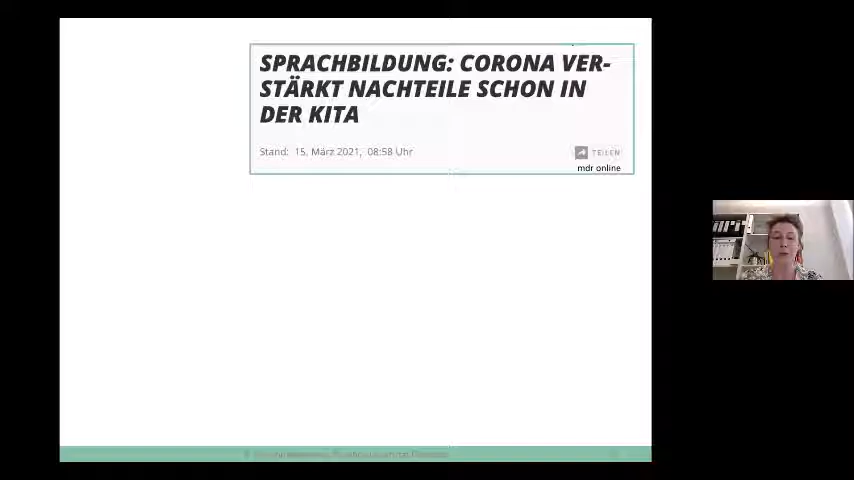 SPRACHBILDUNG: CORONA VER-
STÄRKT NACHTEILE SCHON IN
DER KITA
Stand: 15. März 2021, 08:58 Uhr
TEILEN
mdr online